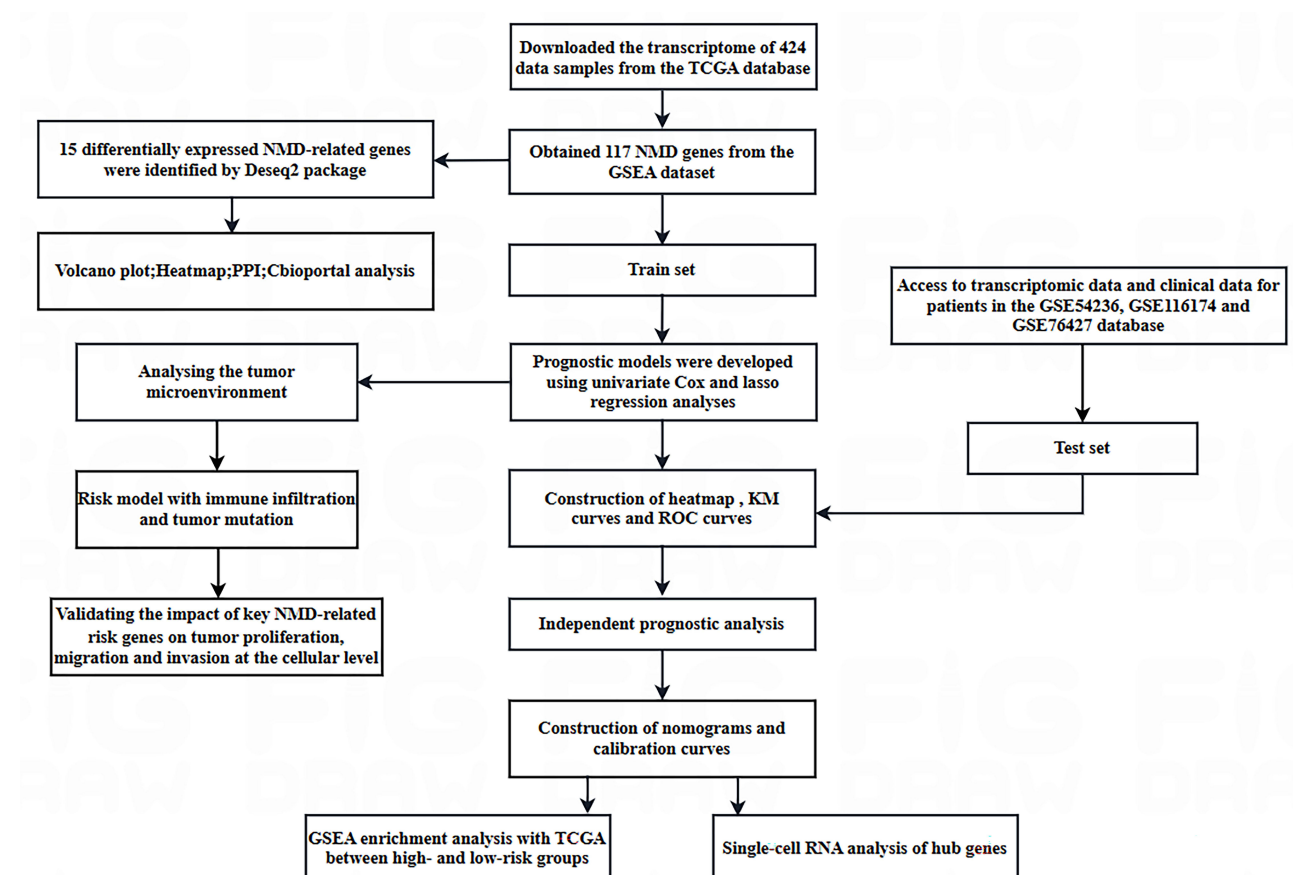 Downloaded the transcriptome of 424
data samples from the TCGA database
15 differentially expressed NMD-related genes
were identified by Deseq2 package
Obtained 117 NMD genes from the
GSEA dataset
Volcano plot;Heatmap;PPI;Cbioportal analysis
Train set
Access to transcriptomic data and clinical data for
patients in the GSE54236, GSE116174 and
GSE76427 database
Analysing the tumor
microenvironment
Prognostic models were developed
using univariate Cox and lasso
regression analyses
Test set
Risk model with immune infiltration
and tumor mutation
Construction of heatmap , KM
curves and ROC curves
Validating the impact of key NMD-related
risk genes on tumor proliferation,
migration and invasion at the cellular level
Independent prognostic analysis
Construction of nomograms and
calibration curves
GSEA enrichment analysis with TCGA
between high- and low-risk groups
Single-cell RNA analysis of hub genes
FIG
DRAW